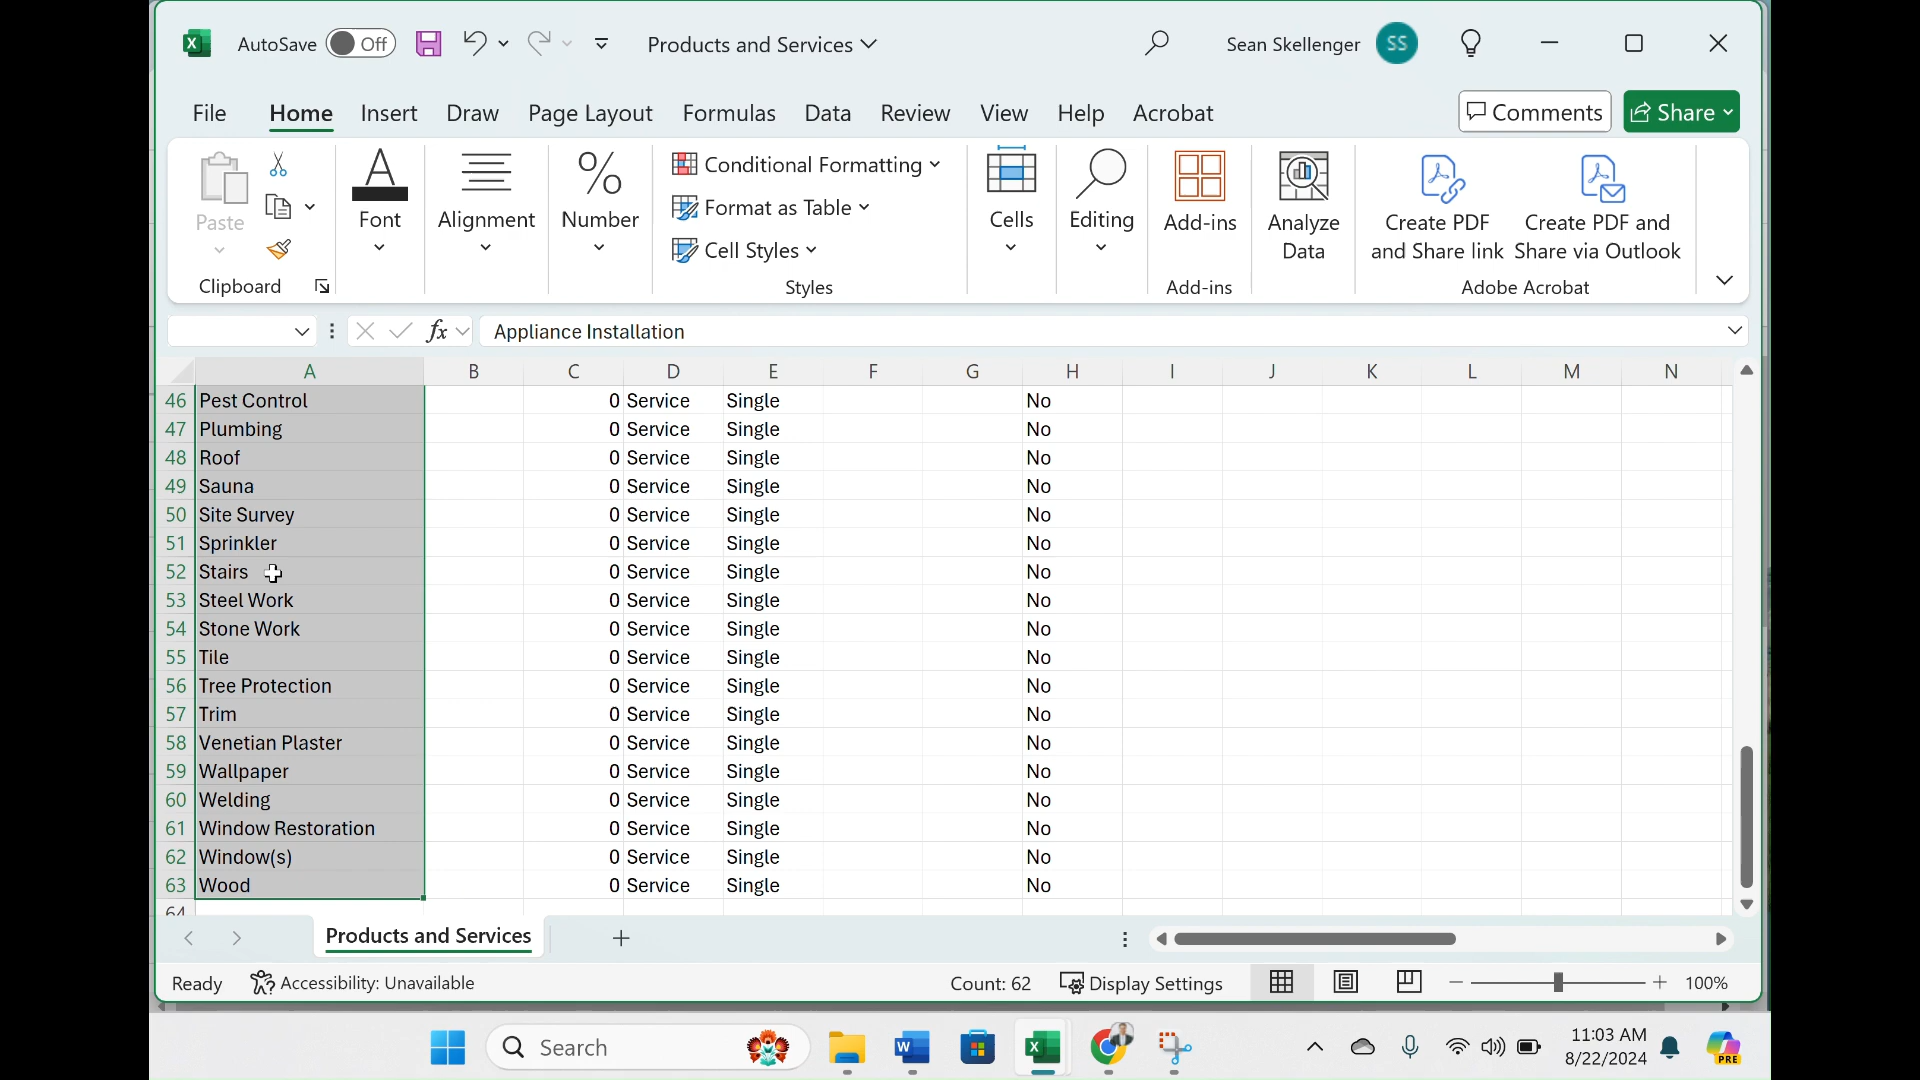 AutoSave Off Products and Services Sean Skellenger SS
File Home Insert Draw Page Layout Formulas Data Review View Help Acrobat Comments Share
Paste
Clipboard
Font
Alignment
%
Number
Conditional Formatting
Format as Table
Cell Styles
Styles
Cells
Editing
Add-ins
Add-ins
Analyze
Data
Create PDF
and Share link
Create PDF and
Share via Outlook
Adobe Acrobat
fx Appliance Installation
A B C D E F G H I J K L M N
46 Pest Control 0 Service Single No
47 Plumbing 0 Service Single No
48 Roof 0 Service Single No
49 Sauna 0 Service Single No
50 Site Survey 0 Service Single No
51 Sprinkler 0 Service Single No
52 Stairs 0 Service Single No
53 Steel Work 0 Service Single No
54 Stone Work 0 Service Single No
55 Tile 0 Service Single No
56 Tree Protection 0 Service Single No
57 Trim 0 Service Single No
58 Venetian Plaster 0 Service Single No
59 Wallpaper 0 Service Single No
60 Welding 0 Service Single No
61 Window Restoration 0 Service Single No
62 Window(s) 0 Service Single No
63 Wood 0 Service Single No
64
Products and Services
Ready Accessibility: Unavailable Count: 62 Display Settings 100%
Search
11:03 AM
8/22/2024
PRE